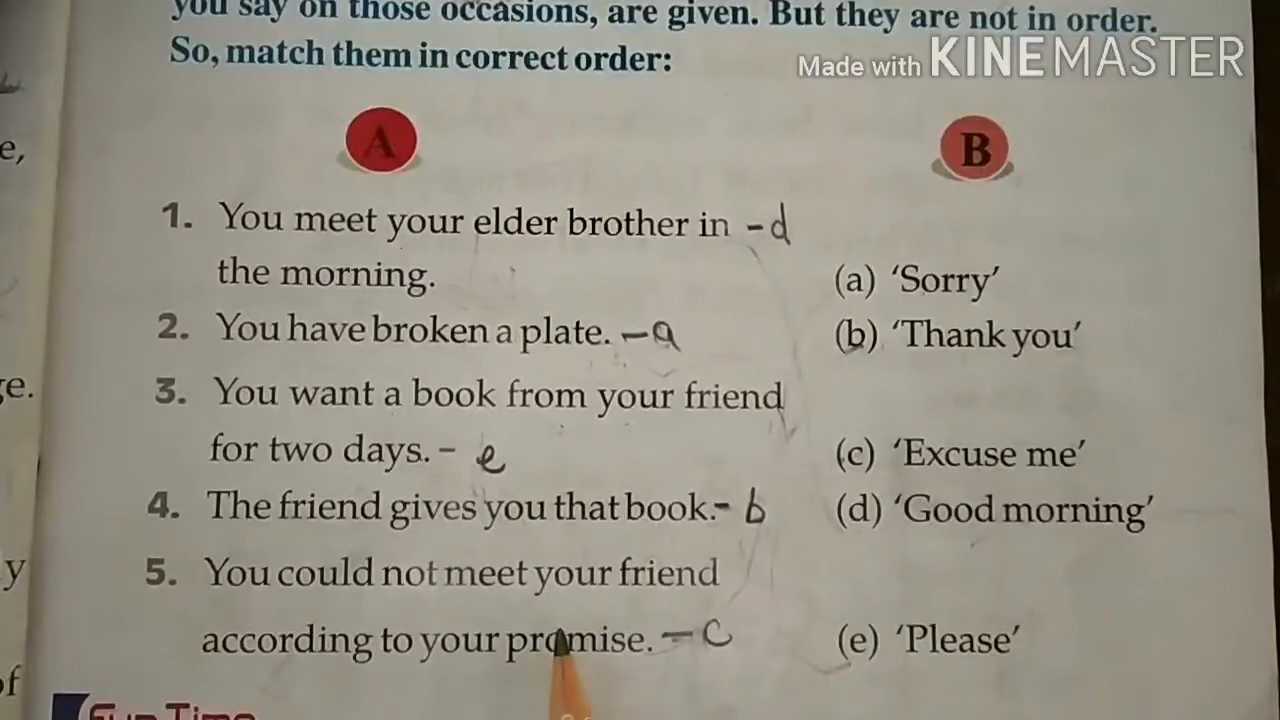 you say on those occasions, are given. But they are not in order.
So, match them in correct order:
Made with KINEMASTER
A
B
e,
1. You meet your elder brother in - d
the morning.
(a) 'Sorry'
2. You have broken a plate. - a
(b) 'Thank you'
3. You want a book from your friend
for two days. - e
(c) 'Excuse me'
4. The friend gives you that book. - b
(d) 'Good morning'
5. You could not meet your friend
y
according to your promise. - c
(e) 'Please'
of
Fun Time